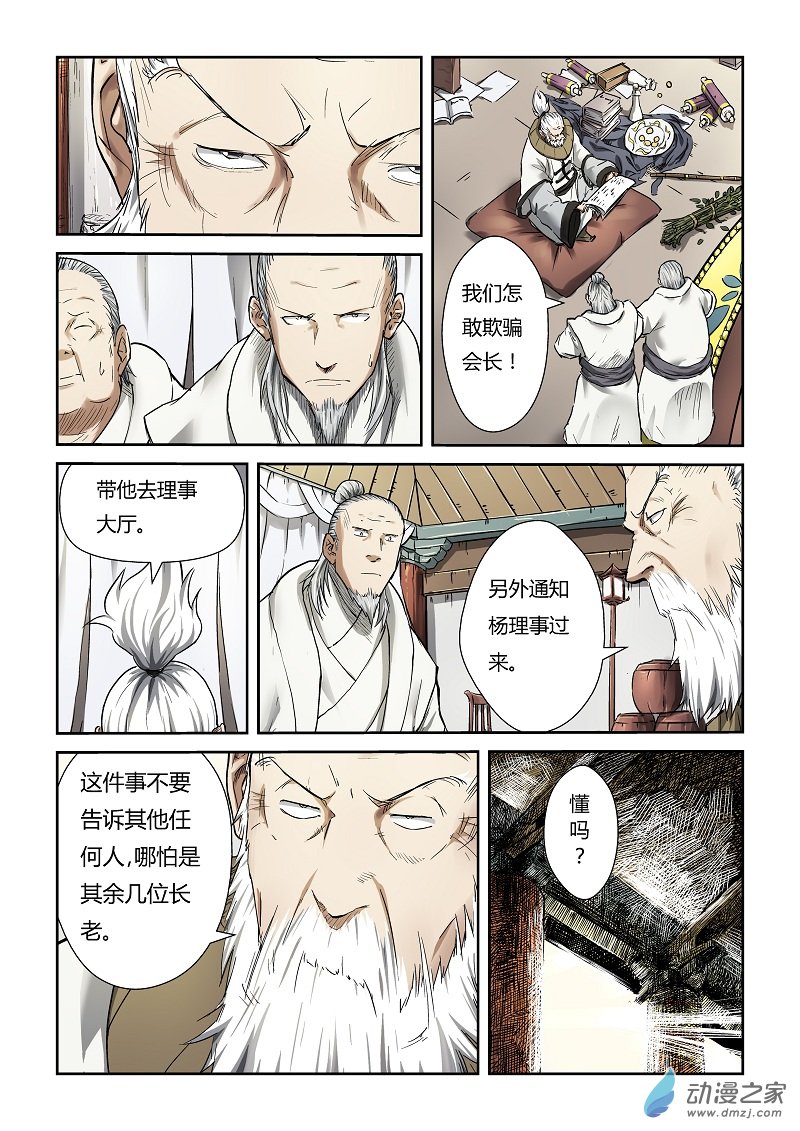 我们怎
敢欺骗
会长！
带他去理事
大厅。
另外通知
杨理事过
来。
这件事不要
告诉其他任
何人，哪怕是
其余几位长
老。
懂
吗？
动漫之家
www.dmzj.com